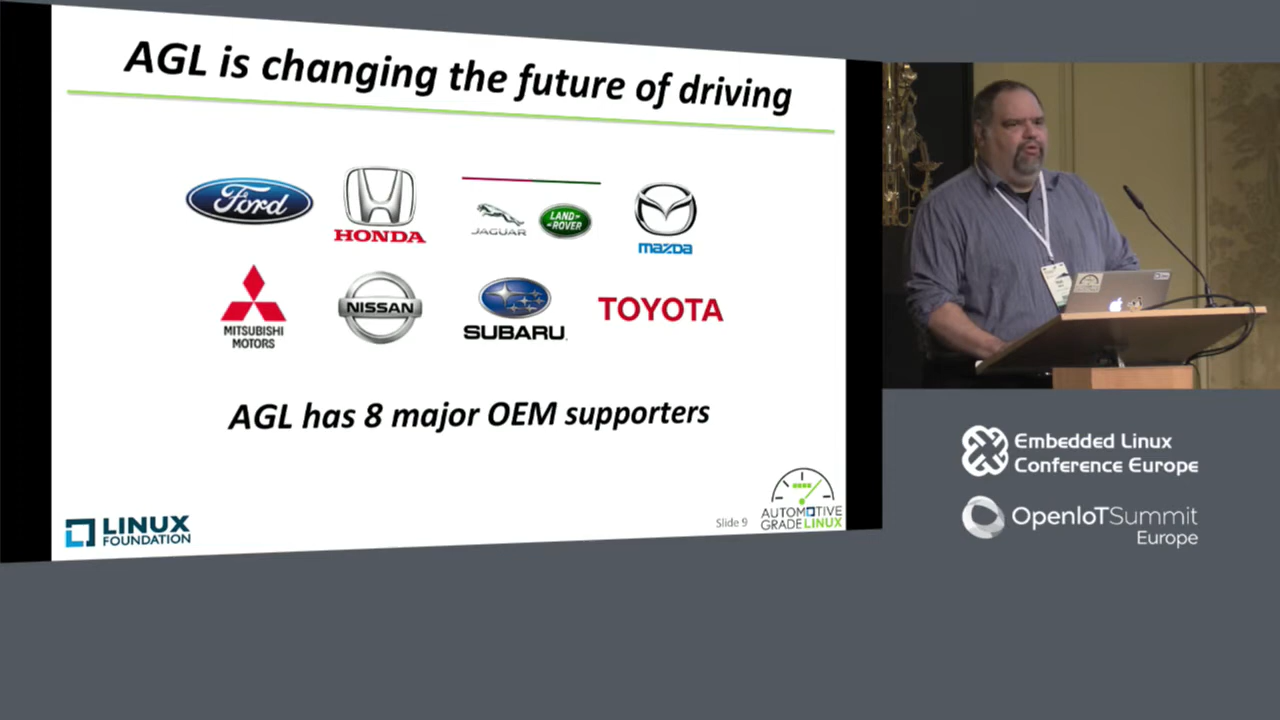 AGL is changing the future of driving
Ford
HONDA
JAGUAR
LAND-
-ROVER
mazda
MITSUBISHI
MOTORS
NISSAN
SUBARU
TOYOTA
AGL has 8 major OEM supporters
LINUX
FOUNDATION
Slide 9
AUTOMOTIVE
GRADE LINUX
Embedded Linux
Conference Europe
OpenIoTSummit
Europe